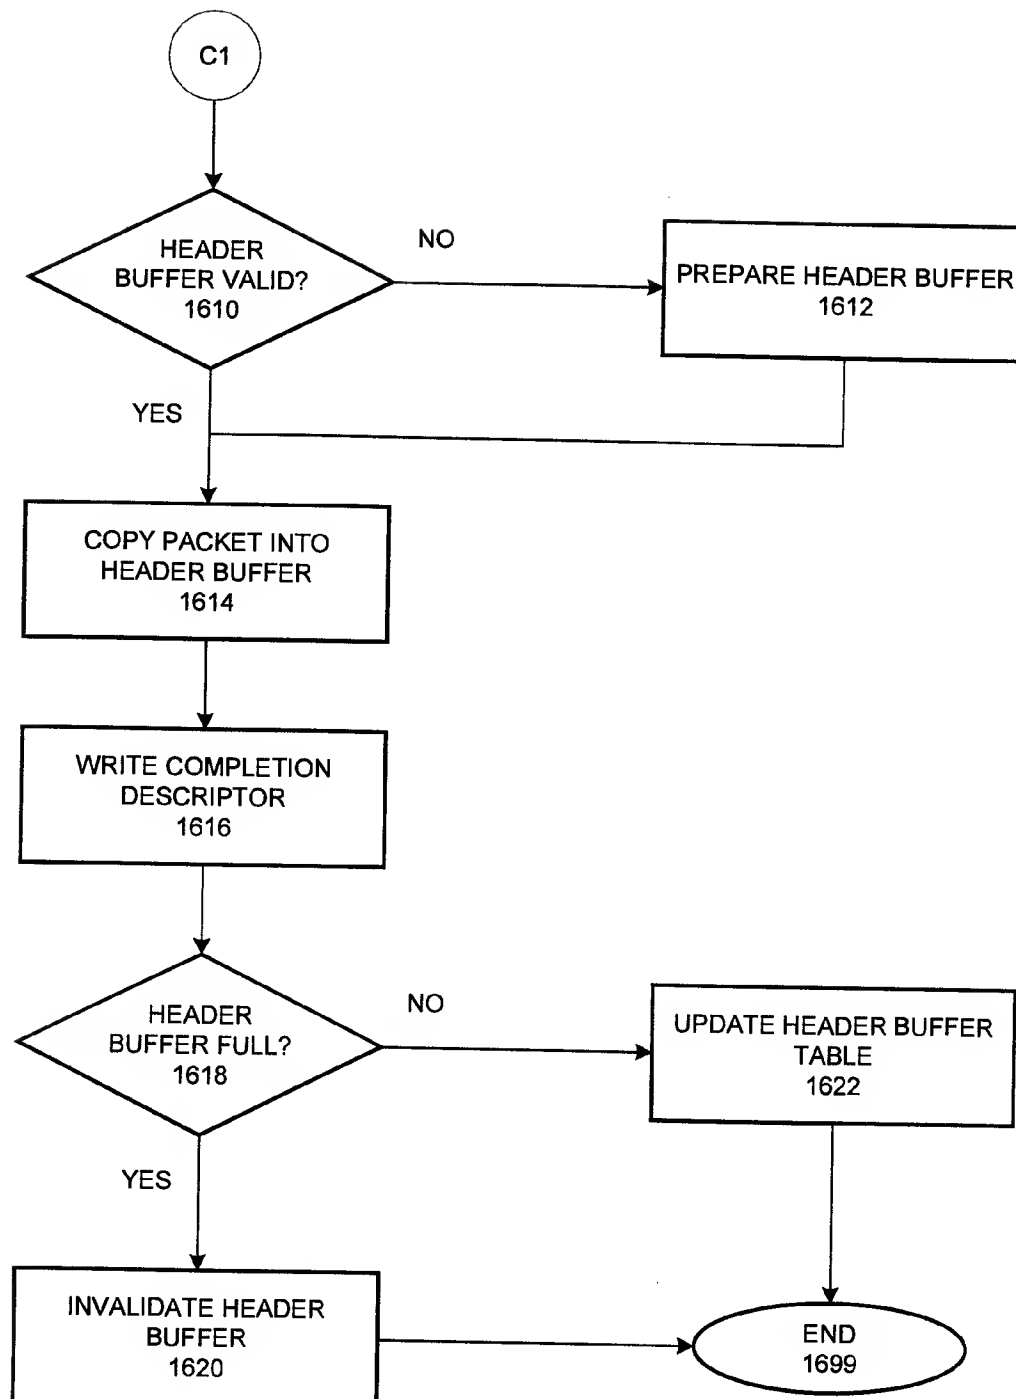 C1
HEADER
BUFFER VALID?
1610
NO
PREPARE HEADER BUFFER
1612
YES
COPY PACKET INTO
HEADER BUFFER
1614
WRITE COMPLETION
DESCRIPTOR
1616
HEADER
BUFFER FULL?
1618
NO
UPDATE HEADER BUFFER
TABLE
1622
YES
INVALIDATE HEADER
BUFFER
1620
END
1699